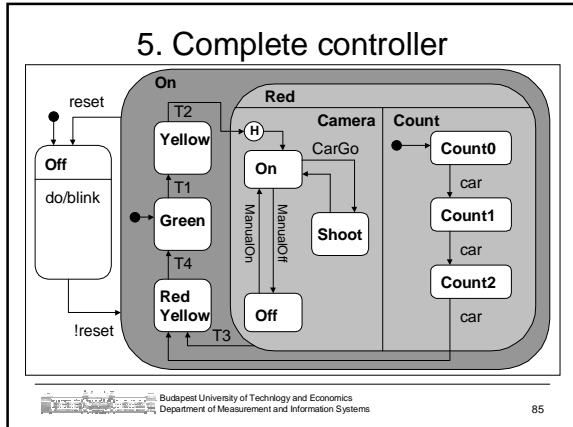 5. Complete controller
On
reset
T2
Red
Camera
Count
Yellow
H
Count0
Off
On
CarGo
do/blink
T1
car
Green
ManualOn
ManualOff
Shoot
Count1
T4
car
Red
Yellow
Off
Count2
!reset
T3
car
Budapest University of Technlogy and Economics
Department of Measurement and Information Systems
85